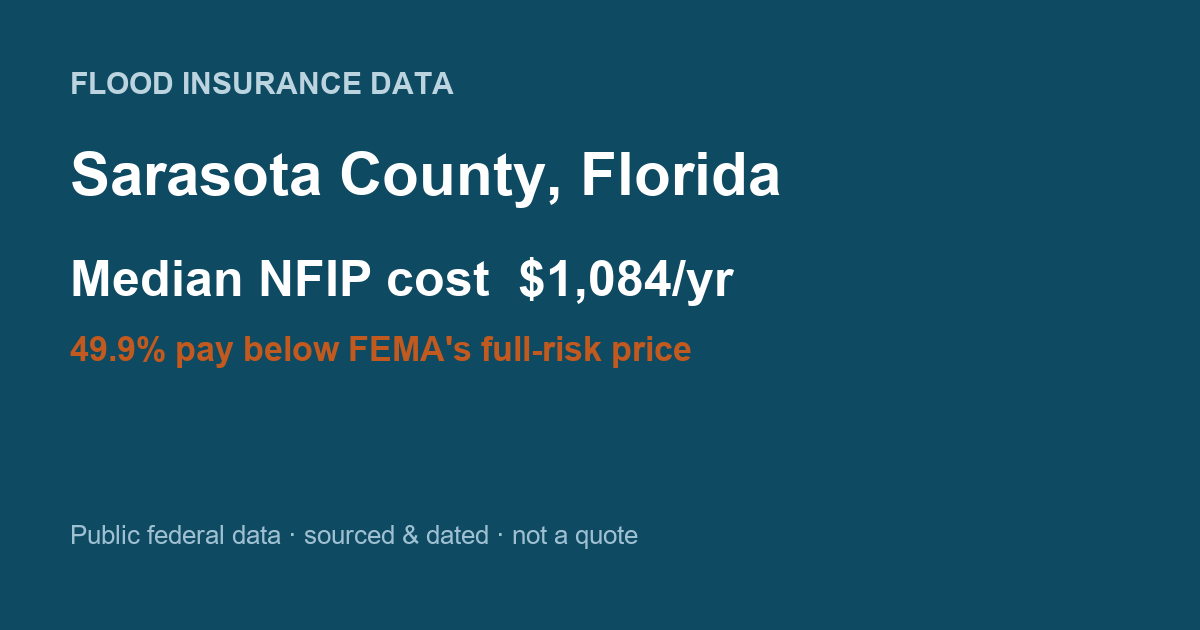 FLOOD INSURANCE DATA
Sarasota County, Florida
Median NFIP cost  $1,084/yr
49.9% pay below FEMA's full-risk price
Public federal data · sourced & dated · not a quote